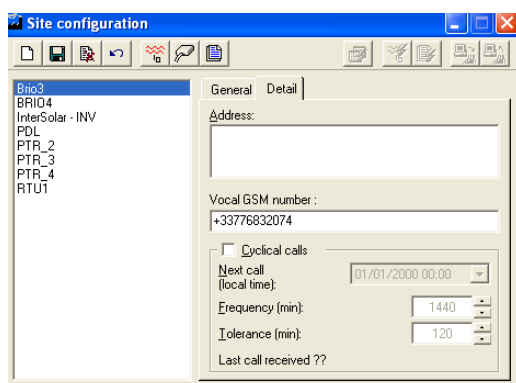 Site configuration
Brio3
BRIO4
InterSolar - INV
PDL
PTR_2
PTR_3
PTR_4
RTU1
General Detail
Address:
Vocal GSM number :
+33776832074
Cyclical calls
Next call
(local time):
01/01/2000 00:00
Frequency (min):
1440
Tolerance (min):
120
Last call received ??